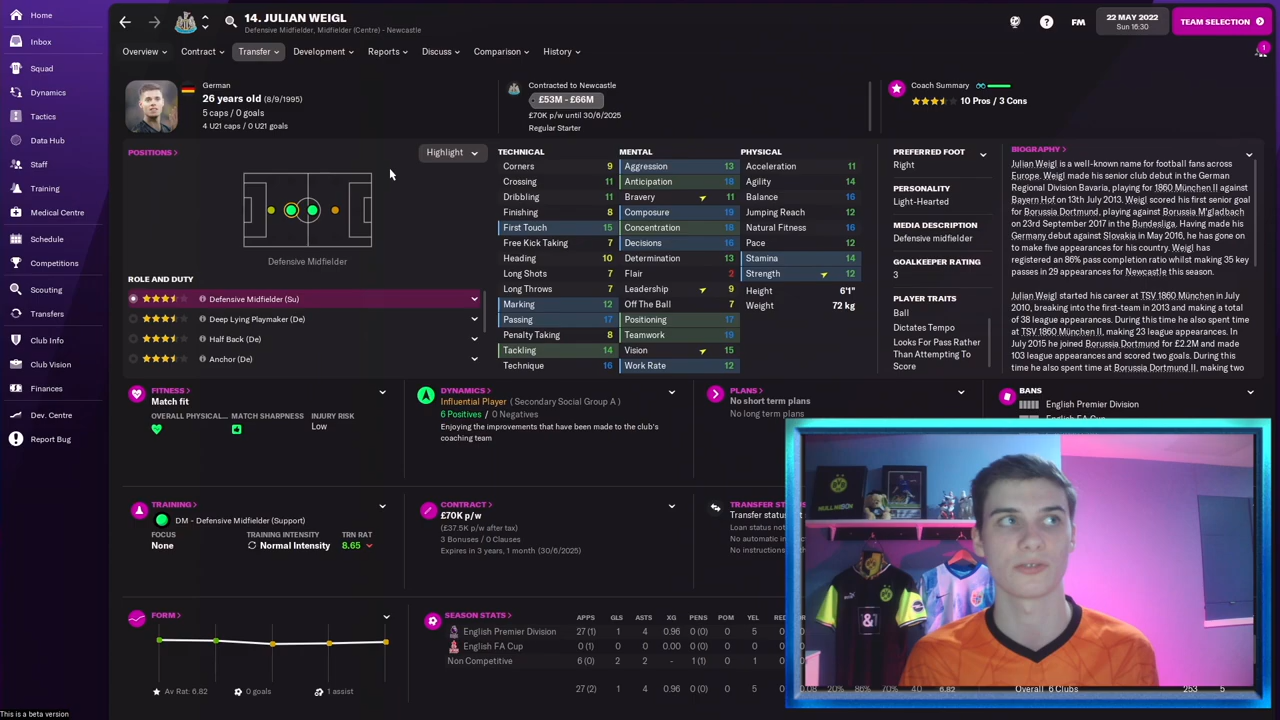 Home
Inbox
Squad
Dynamics
Tactics
Data Hub
Staff
Training
Medical Centre
Schedule
Competitions
Scouting
Transfers
Club Info
Club Vision
Finances
Dev. Centre
Report Bug
This is a beta version
14. JULIAN WEIGL
Defensive Midfielder, Midfielder (Centre) - Newcastle
FM
22 MAY 2022
Sun 16:30
TEAM SELECTION
Overview
Contract
Transfer
Development
Reports
Discuss
Comparison
History
1
German
26 years old (8/9/1995)
5 caps / 0 goals
4 U21 caps / 0 U21 goals
Contracted to Newcastle
£53M - £66M
£70K p/w until 30/6/2025
Regular Starter
Coach Summary
10 Pros / 3 Cons
POSITIONS
Highlight
Defensive Midfielder
ROLE AND DUTY
Defensive Midfielder (Su)
Deep Lying Playmaker (De)
Half Back (De)
Anchor (De)
TECHNICAL
Corners 9
Crossing 11
Dribbling 11
Finishing 8
First Touch 15
Free Kick Taking 7
Heading 10
Long Shots 7
Long Throws 7
Marking 12
Passing 17
Penalty Taking 8
Tackling 14
Technique 16
MENTAL
Aggression 13
Anticipation 18
Bravery 11
Composure 19
Concentration 18
Decisions 16
Determination 13
Flair 2
Leadership 9
Off The Ball 7
Positioning 17
Teamwork 19
Vision 15
Work Rate 12
PHYSICAL
Acceleration 11
Agility 14
Balance 16
Jumping Reach 12
Natural Fitness 16
Pace 12
Stamina 14
Strength 12
Height 6'1"
Weight 72 kg
PREFERRED FOOT
Right
PERSONALITY
Light-Hearted
MEDIA DESCRIPTION
Defensive midfielder
GOALKEEPER RATING
3
PLAYER TRAITS
Ball
Dictates Tempo
Looks For Pass Rather
Than Attempting To
Score
BIOGRAPHY
Julian Weigl is a well-known name for football fans across
Europe. Weigl made his senior club debut in the German
Regional Division Bavaria, playing for 1860 München II against
Bayern Hof on 13th July 2013. Weigl scored his first senior goal
for Borussia Dortmund, playing against Borussia M'gladbach
on 23rd September 2017 in the Bundesliga. Having made his
Germany debut against Slovakia in May 2016, he has gone on
to make five appearances for his country. Weigl has
registered an 86% pass completion ratio whilst making 35 key
passes in 29 appearances for Newcastle this season.
Julian Weigl started his career at TSV 1860 München in July
2010, breaking into the first-team in 2013 and making a total
of 38 league appearances. During this time he also spent time
at TSV 1860 München II, making 23 league appearances. In
July 2015 he joined Borussia Dortmund for £2.2M and made
103 league appearances and scored two goals. During this
time he also spent time at Borussia Dortmund II, making two
FITNESS
Match fit
OVERALL PHYSICAL... MATCH SHARPNESS INJURY RISK
Low
DYNAMICS
Influential Player ( Secondary Social Group A )
6 Positives / 0 Negatives
Enjoying the improvements that have been made to the club's
coaching team
PLANS
No short term plans
No long term plans
BANS
English Premier Division
English FA Cup
TRAINING
DM - Defensive Midfielder (Support)
FOCUS TRAINING INTENSITY TRN RAT
None Normal Intensity 8.65
CONTRACT
£70K p/w
(£37.5K p/w after tax)
3 Bonuses / 0 Clauses
Expires in 3 years, 1 month (30/6/2025)
TRANSFER
Transfer status
Loan status
No automatic
No instructions
FORM
Av Rat: 6.82
0 goals
1 assist
SEASON STATS APPS GLS ASTS XG PENS POM YEL
English Premier Division 27 (1) 1 4 0.96 0 (0) 0 5
English FA Cup 0 (1) 0 0 0.00 0 (0) 0 0
Non Competitive 6 (0) 2 2 - 1 (1) 0 1
27 (2) 1 4 0.96 0 (0) 0 5
Overall 6 Clubs 253 5